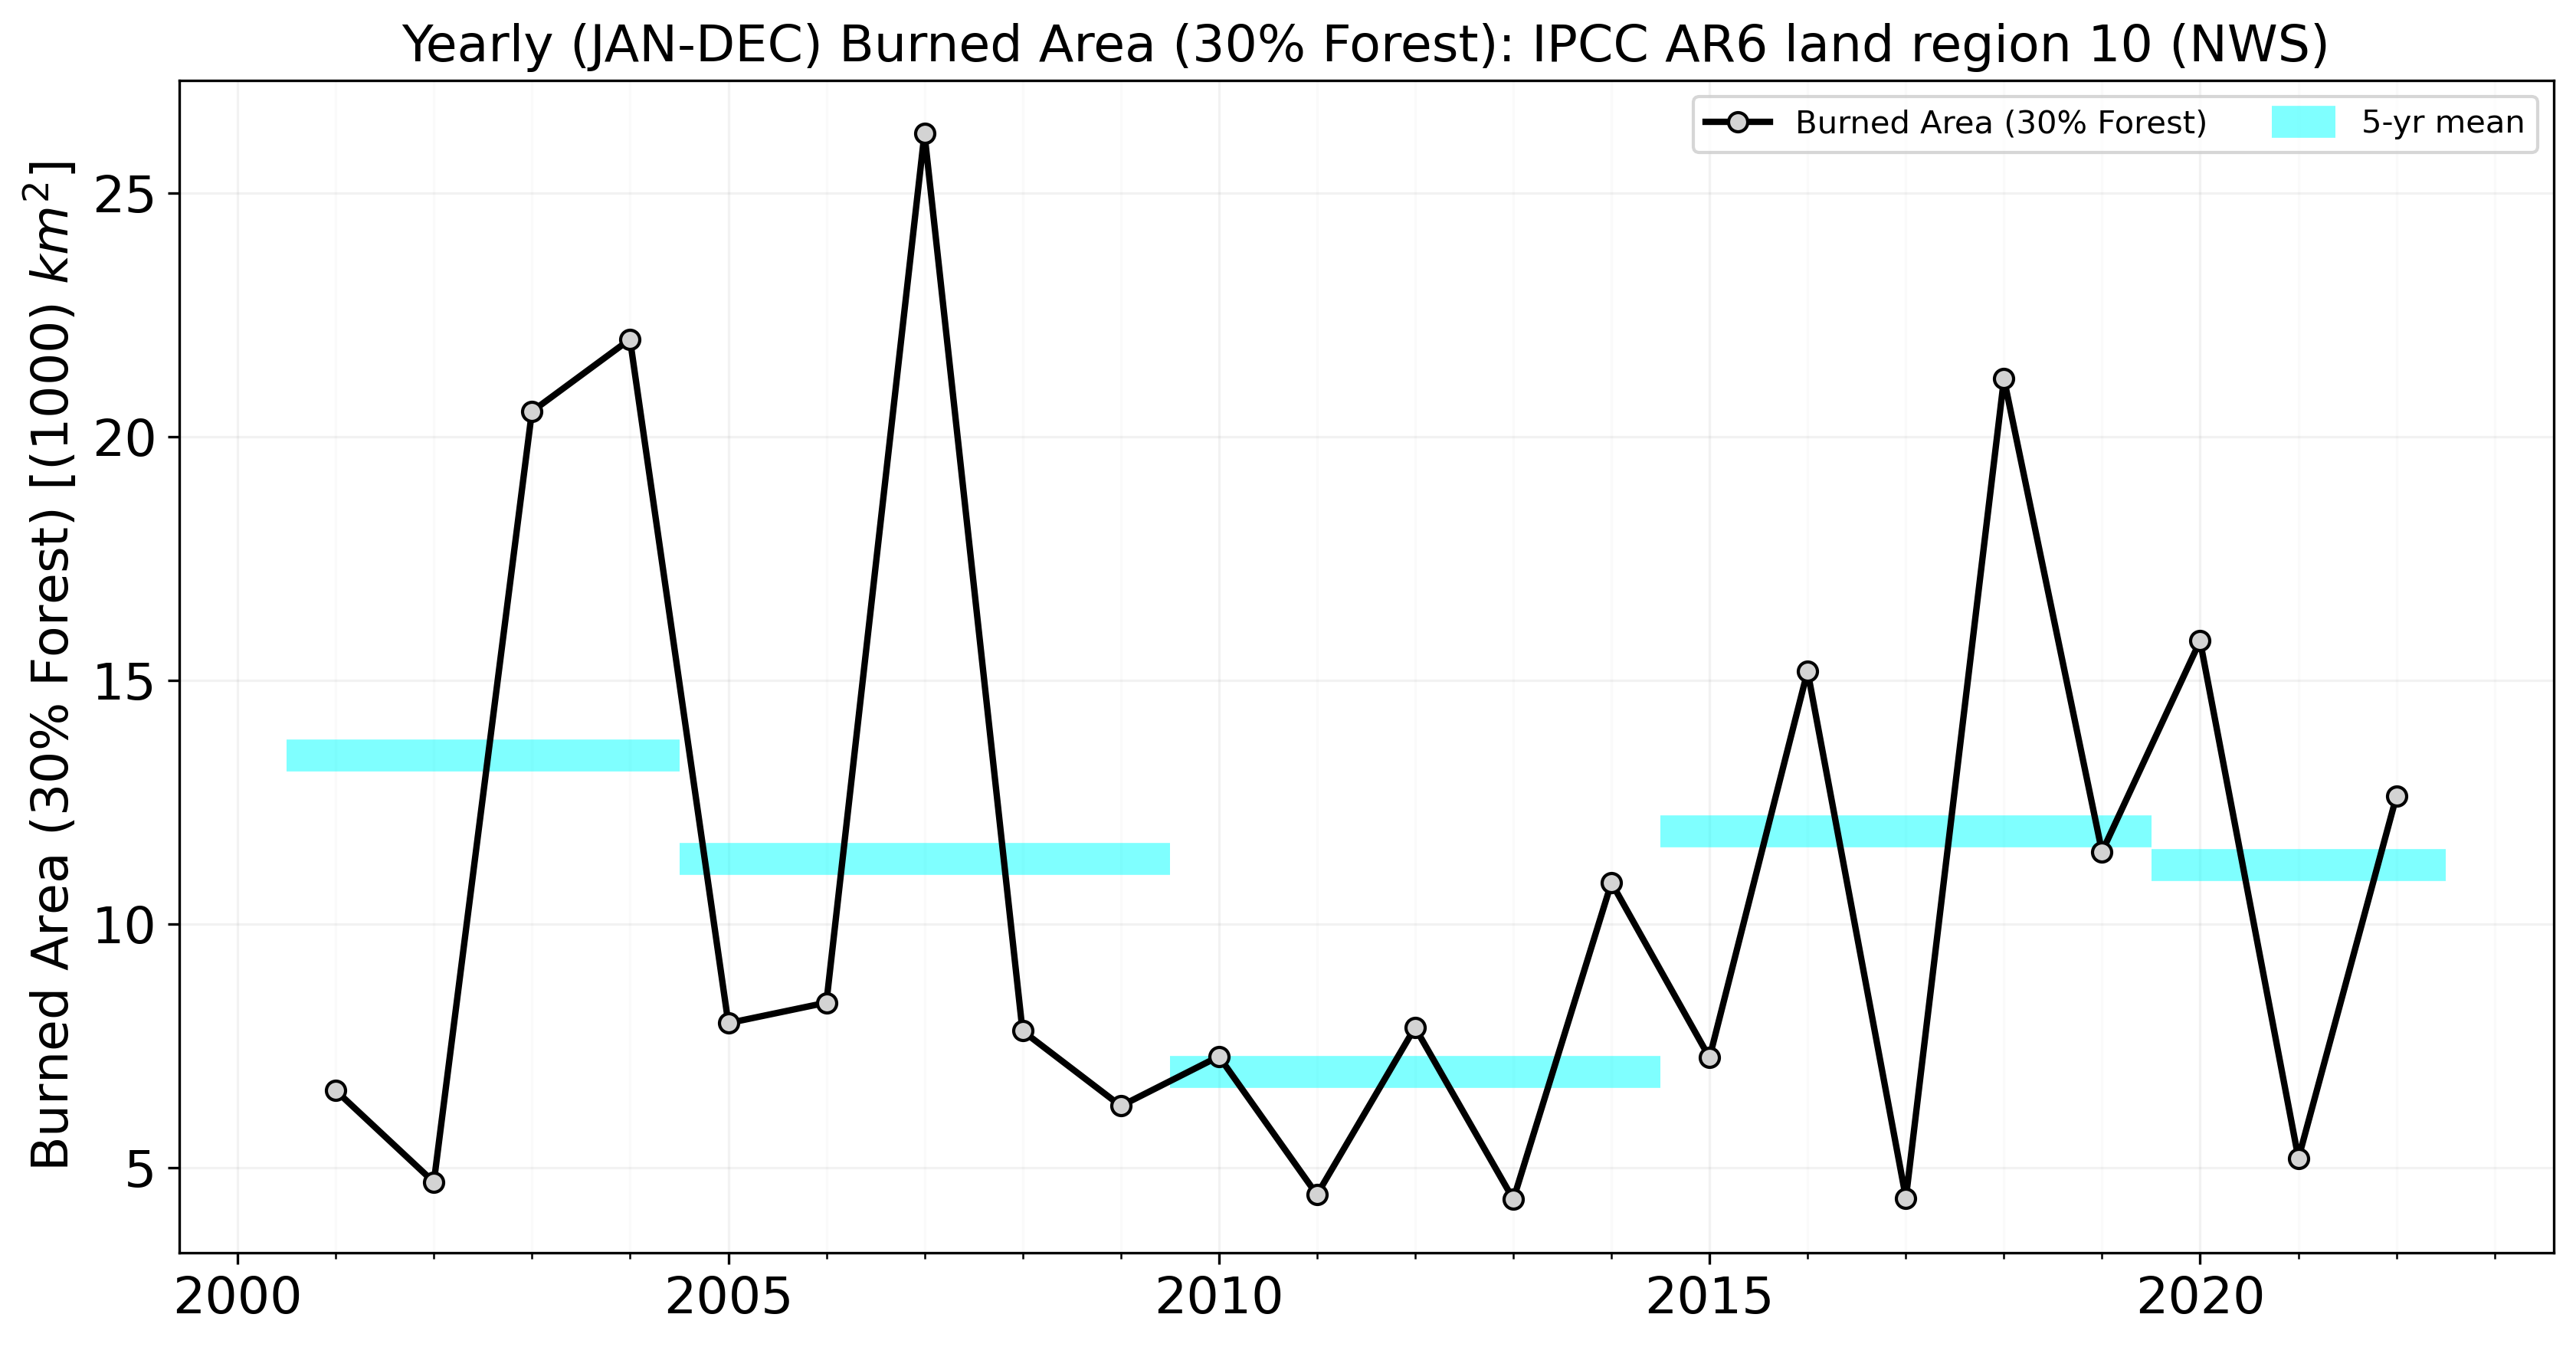 Yearly (JAN-DEC) Burned Area (30% Forest): IPCC AR6 land region 10 (NWS)
Burned Area (30% Forest)
5-yr mean
Burned Area (30% Forest) [(1000) km²]
25
20
15
10
5
2000
2005
2010
2015
2020